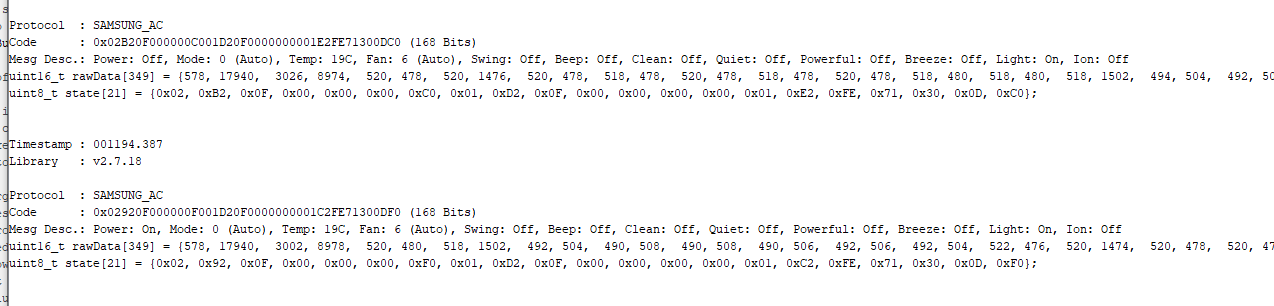 Protocol  : SAMSUNG_AC
Code      : 0x02B20F000000C001D20F0000000001E2FE71300DC0 (168 Bits)
Mesg Desc.: Power: Off, Mode: 0 (Auto), Temp: 19C, Fan: 6 (Auto), Swing: Off, Beep: Off, Clean: Off, Quiet: Off, Powerful: Off, Breeze: Off, Light: On, Ion: Off
uint16_t rawData[349] = {578, 17940,  3026, 8974,  520, 478,  520, 1476,  520, 478,  518, 478,  520, 478,  518, 478,  520, 478,  518, 480,  518, 480,  518, 1502,  494, 504,  492,
uint8_t state[21] = {0x02, 0xB2, 0x0F, 0x00, 0x00, 0x00, 0xC0, 0x01, 0xD2, 0x0F, 0x00, 0x00, 0x00, 0x00, 0x01, 0xE2, 0xFE, 0x71, 0x30, 0x0D, 0xC0};
Timestamp : 001194.387
Library   : v2.7.18
Protocol  : SAMSUNG_AC
Code      : 0x02920F000000F001D20F0000000001C2FE71300DF0 (168 Bits)
Mesg Desc.: Power: On, Mode: 0 (Auto), Temp: 19C, Fan: 6 (Auto), Swing: Off, Beep: Off, Clean: Off, Quiet: Off, Powerful: Off, Breeze: Off, Light: On, Ion: Off
uint16_t rawData[349] = {578, 17940,  3002, 8978,  520, 480,  518, 1502,  492, 504,  490, 508,  490, 508,  490, 506,  492, 506,  492, 504,  522, 476,  520, 1474,  520, 478,  520,
uint8_t state[21] = {0x02, 0x92, 0x0F, 0x00, 0x00, 0x00, 0xF0, 0x01, 0xD2, 0x0F, 0x00, 0x00, 0x00, 0x00, 0x01, 0xC2, 0xFE, 0x71, 0x30, 0x0D, 0xF0};